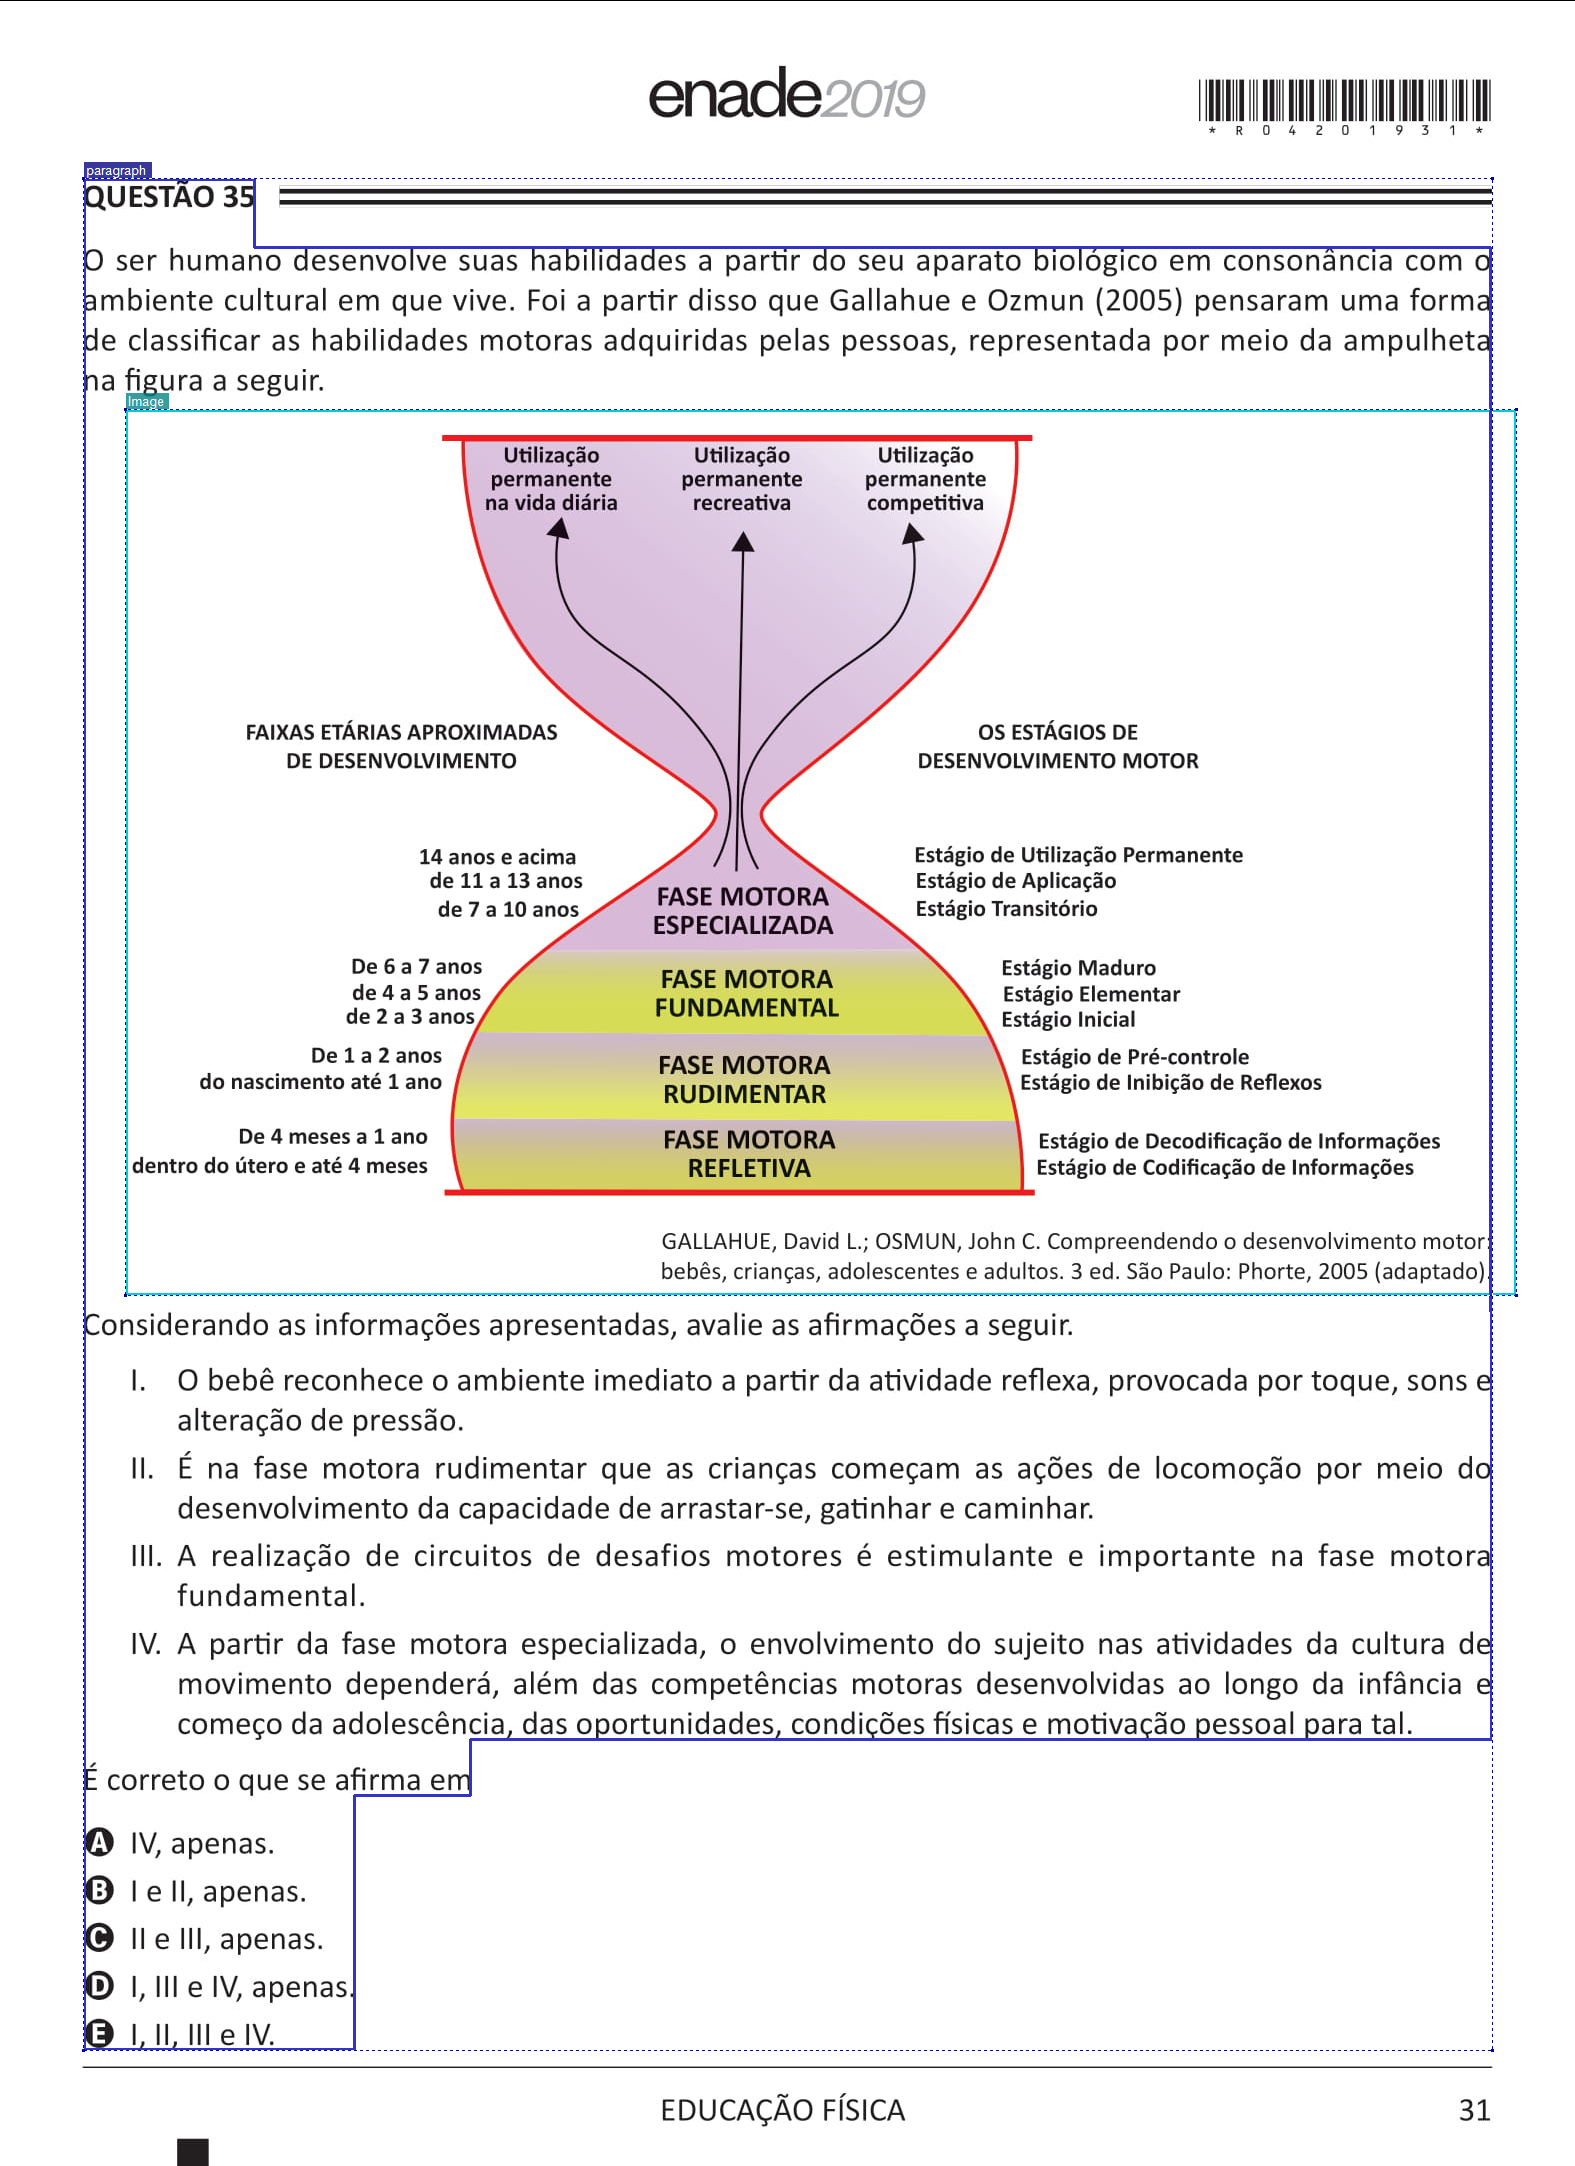 enade2019
* R 0 4 2 0 1 9 3 1 *
paragraph
QUESTÃO 35
O ser humano desenvolve suas habilidades a partir do seu aparato biológico em consonância com o
ambiente cultural em que vive. Foi a partir disso que Gallahue e Ozmun (2005) pensaram uma forma
de classificar as habilidades motoras adquiridas pelas pessoas, representada por meio da ampulheta
na figura a seguir.
Image
Utilização permanente na vida diária
Utilização permanente recreativa
Utilização permanente competitiva
FAIXAS ETÁRIAS APROXIMADAS
DE DESENVOLVIMENTO
OS ESTÁGIOS DE
DESENVOLVIMENTO MOTOR
14 anos e acima
de 11 a 13 anos
de 7 a 10 anos
FASE MOTORA
ESPECIALIZADA
Estágio de Utilização Permanente
Estágio de Aplicação
Estágio Transitório
De 6 a 7 anos
de 4 a 5 anos
de 2 a 3 anos
FASE MOTORA
FUNDAMENTAL
Estágio Maduro
Estágio Elementar
Estágio Inicial
De 1 a 2 anos
do nascimento até 1 ano
FASE MOTORA
RUDIMENTAR
Estágio de Pré-controle
Estágio de Inibição de Reflexos
De 4 meses a 1 ano
dentro do útero e até 4 meses
FASE MOTORA
REFLETIVA
Estágio de Decodificação de Informações
Estágio de Codificação de Informações
GALLAHUE, David L.; OSMUN, John C. Compreendendo o desenvolvimento motor:
bebês, crianças, adolescentes e adultos. 3 ed. São Paulo: Phorte, 2005 (adaptado).
Considerando as informações apresentadas, avalie as afirmações a seguir.
I. O bebê reconhece o ambiente imediato a partir da atividade reflexa, provocada por toque, sons e
alteração de pressão.
II. É na fase motora rudimentar que as crianças começam as ações de locomoção por meio do
desenvolvimento da capacidade de arrastar-se, gatinhar e caminhar.
III. A realização de circuitos de desafios motores é estimulante e importante na fase motora
fundamental.
IV. A partir da fase motora especializada, o envolvimento do sujeito nas atividades da cultura de
movimento dependerá, além das competências motoras desenvolvidas ao longo da infância e
começo da adolescência, das oportunidades, condições físicas e motivação pessoal para tal.
É correto o que se afirma em
A IV, apenas.
B I e II, apenas.
C II e III, apenas.
D I, III e IV, apenas.
E I, II, III e IV.
EDUCAÇÃO FÍSICA
31